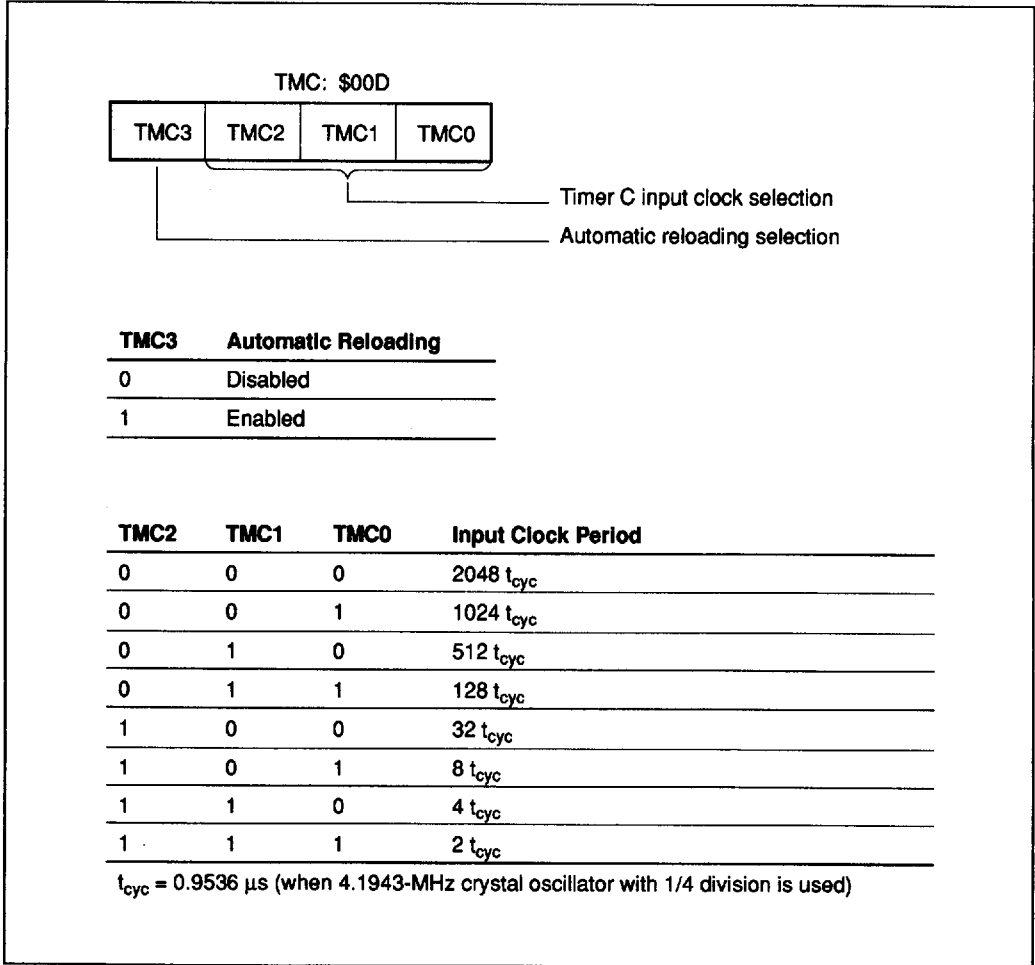 TMC: $00D
TMC3 TMC2 TMC1 TMC0
Timer C input clock selection
Automatic reloading selection
TMC3 Automatic Reloading
0 Disabled
1 Enabled
TMC2 TMC1 TMC0 Input Clock Period
0 0 0 2048 tcyc
0 0 1 1024 tcyc
0 1 0 512 tcyc
0 1 1 128 tcyc
1 0 0 32 tcyc
1 0 1 8 tcyc
1 1 0 4 tcyc
1 1 1 2 tcyc
tcyc = 0.9536 µs (when 4.1943-MHz crystal oscillator with 1/4 division is used)